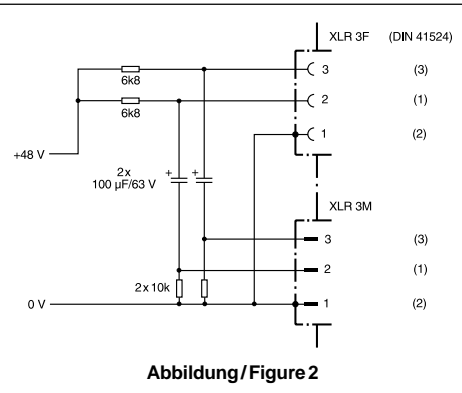 XLR 3F (DIN 41524)
3 (3)
6k8
2 (1)
6k8
1 (2)
+48 V
2x
100 µF/63 V
+ +
XLR 3M
3 (3)
2 (1)
2 x 10k
0 V 1 (2)
Abbildung/Figure 2